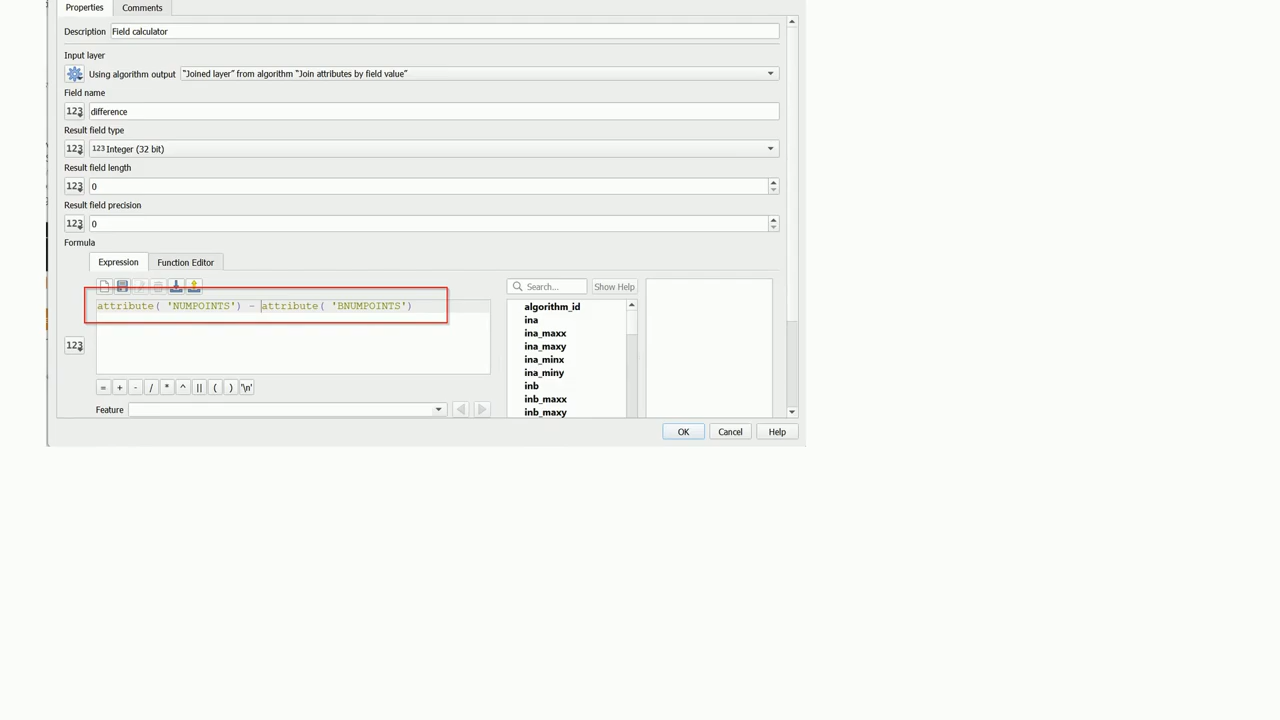 Properties Comments
Description Field calculator
Input layer
Using algorithm output "Joined layer" from algorithm "Join attributes by field value"
Field name
123 difference
Result field type
123 123 Integer (32 bit)
Result field length
123 0
Result field precision
123 0
Formula
Expression Function Editor
Search... Show Help
attribute( 'NUMPOINTS') - attribute( 'BNUMPOINTS')
algorithm_id
ina
ina_maxx
123 ina_maxy
ina_minx
ina_miny
= + - / * ^ || ( ) '\n' inb
inb_maxx
Feature inb_maxy
OK Cancel Help